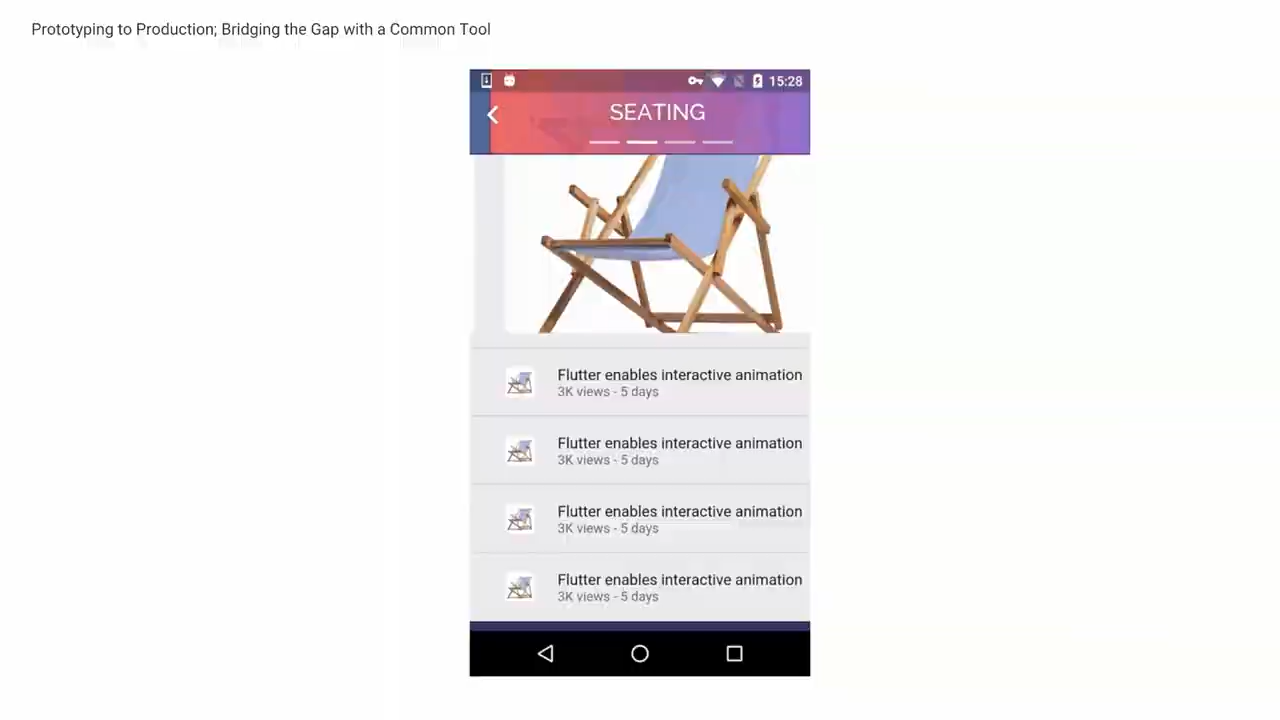 Prototyping to Production; Bridging the Gap with a Common Tool
15:28
SEATING
Flutter enables interactive animation
3K views - 5 days
Flutter enables interactive animation
3K views - 5 days
Flutter enables interactive animation
3K views - 5 days
Flutter enables interactive animation
3K views - 5 days